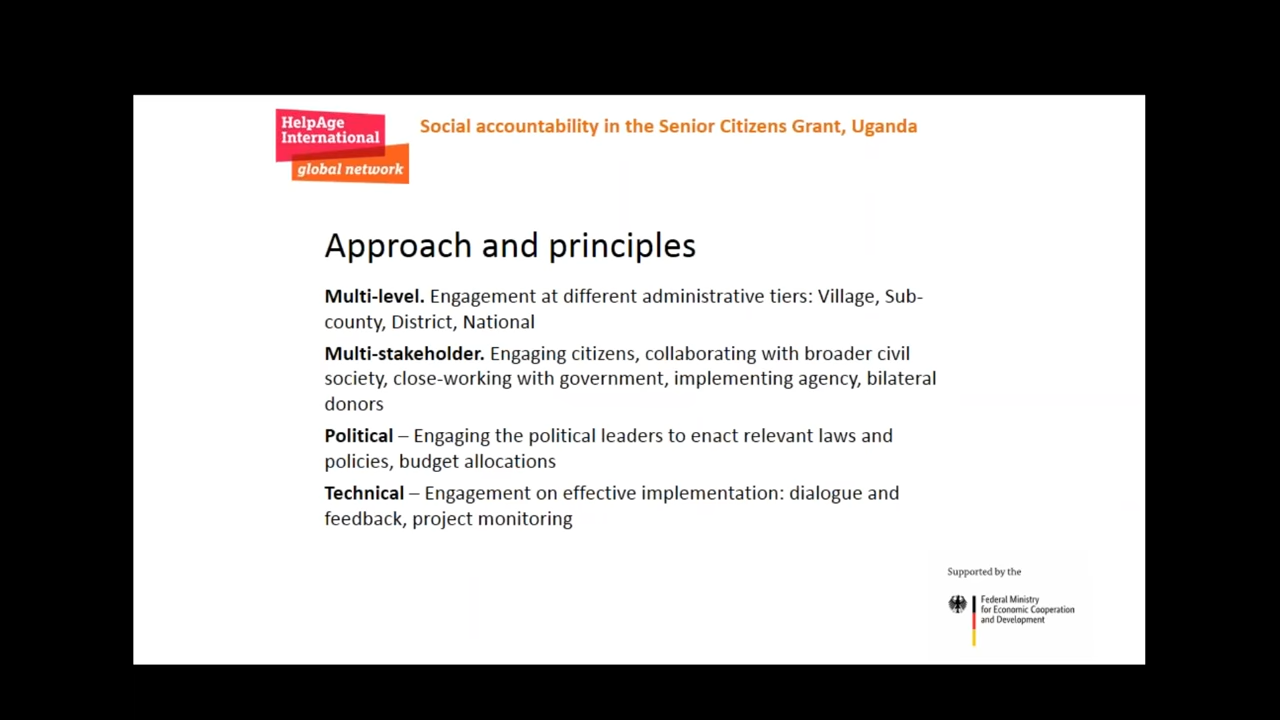 HelpAge
International
global network
Social accountability in the Senior Citizens Grant, Uganda
Approach and principles
Multi-level. Engagement at different administrative tiers: Village, Sub-
county, District, National
Multi-stakeholder. Engaging citizens, collaborating with broader civil
society, close-working with government, implementing agency, bilateral
donors
Political – Engaging the political leaders to enact relevant laws and
policies, budget allocations
Technical – Engagement on effective implementation: dialogue and
feedback, project monitoring
Supported by the
Federal Ministry
for Economic Cooperation
and Development